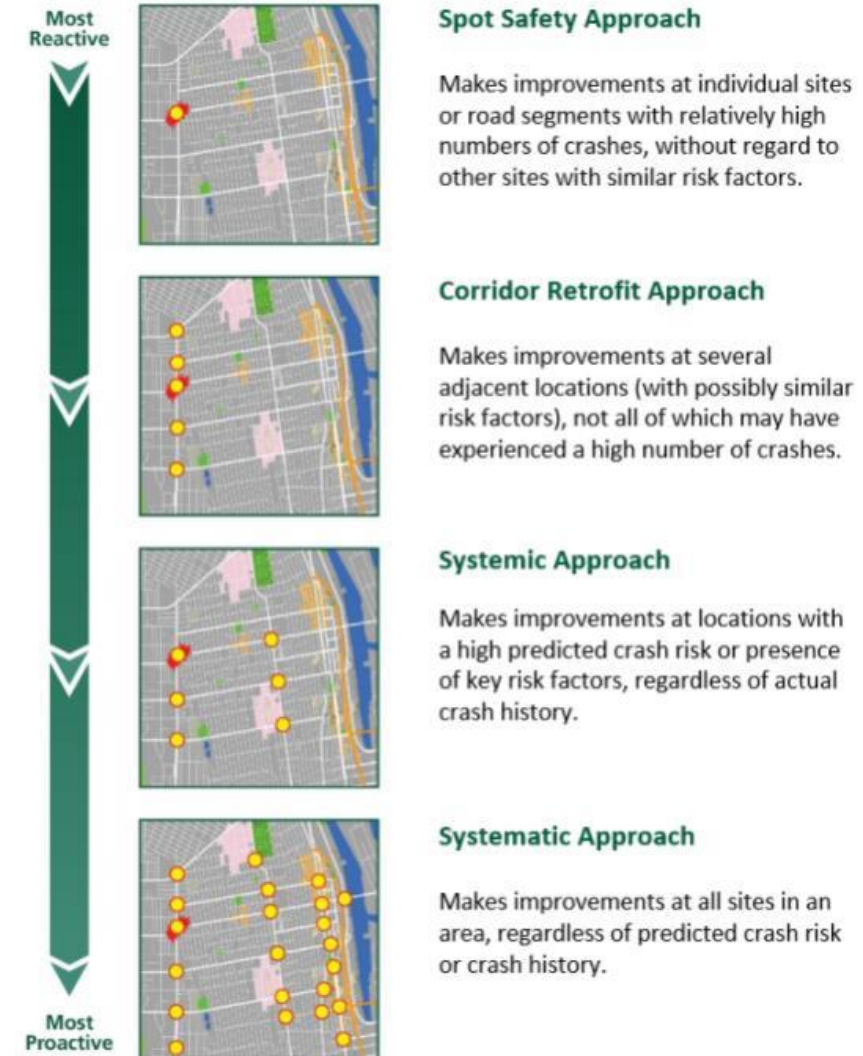 Most
Reactive
Spot Safety Approach
Makes improvements at individual sites
or road segments with relatively high
numbers of crashes, without regard to
other sites with similar risk factors.
Corridor Retrofit Approach
Makes improvements at several
adjacent locations (with possibly similar
risk factors), not all of which may have
experienced a high number of crashes.
Systemic Approach
Makes improvements at locations with
a high predicted crash risk or presence
of key risk factors, regardless of actual
crash history.
Systematic Approach
Makes improvements at all sites in an
area, regardless of predicted crash risk
or crash history.
Most
Proactive